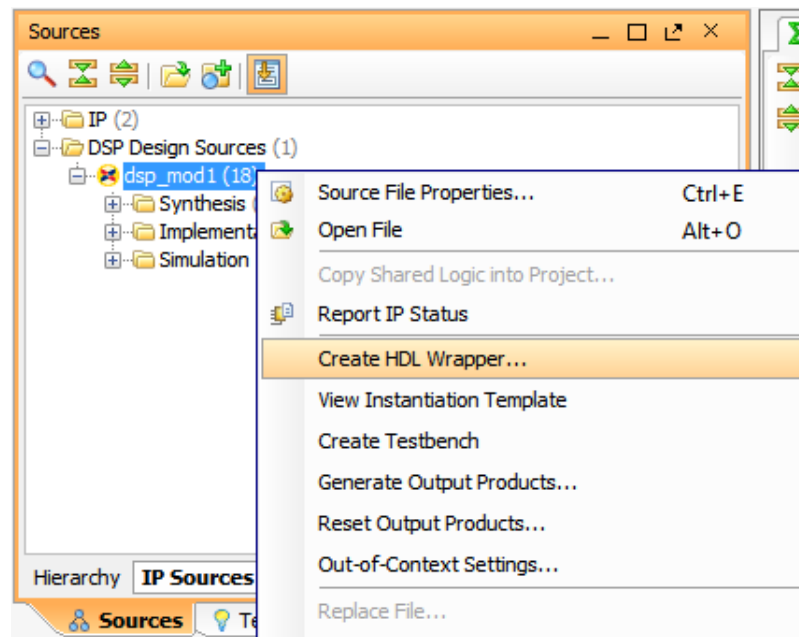 Sources
IP (2)
DSP Design Sources (1)
dsp_mod1 (18)
Synthesis
Implementa
Simulation
Source File Properties... Ctrl+E
Open File Alt+O
Copy Shared Logic into Project...
Report IP Status
Create HDL Wrapper...
View Instantiation Template
Create Testbench
Generate Output Products...
Reset Output Products...
Out-of-Context Settings...
Replace File...
Hierarchy IP Sources
Sources Te